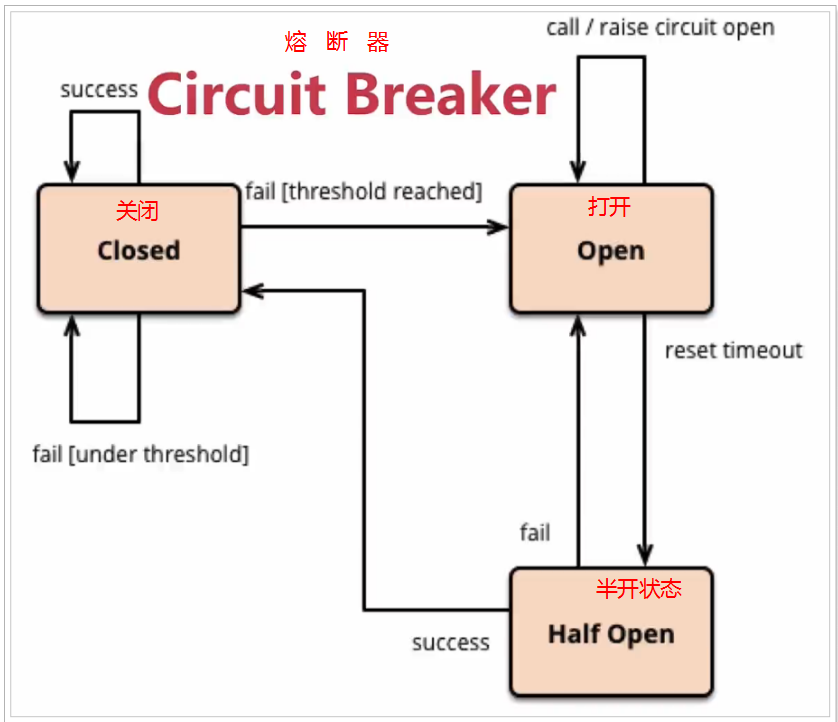 call / raise circuit open
熔 断 器
Circuit Breaker
success
fail [threshold reached]
关闭
Closed
打开
Open
reset timeout
fail [under threshold]
fail
半开状态
Half Open
success